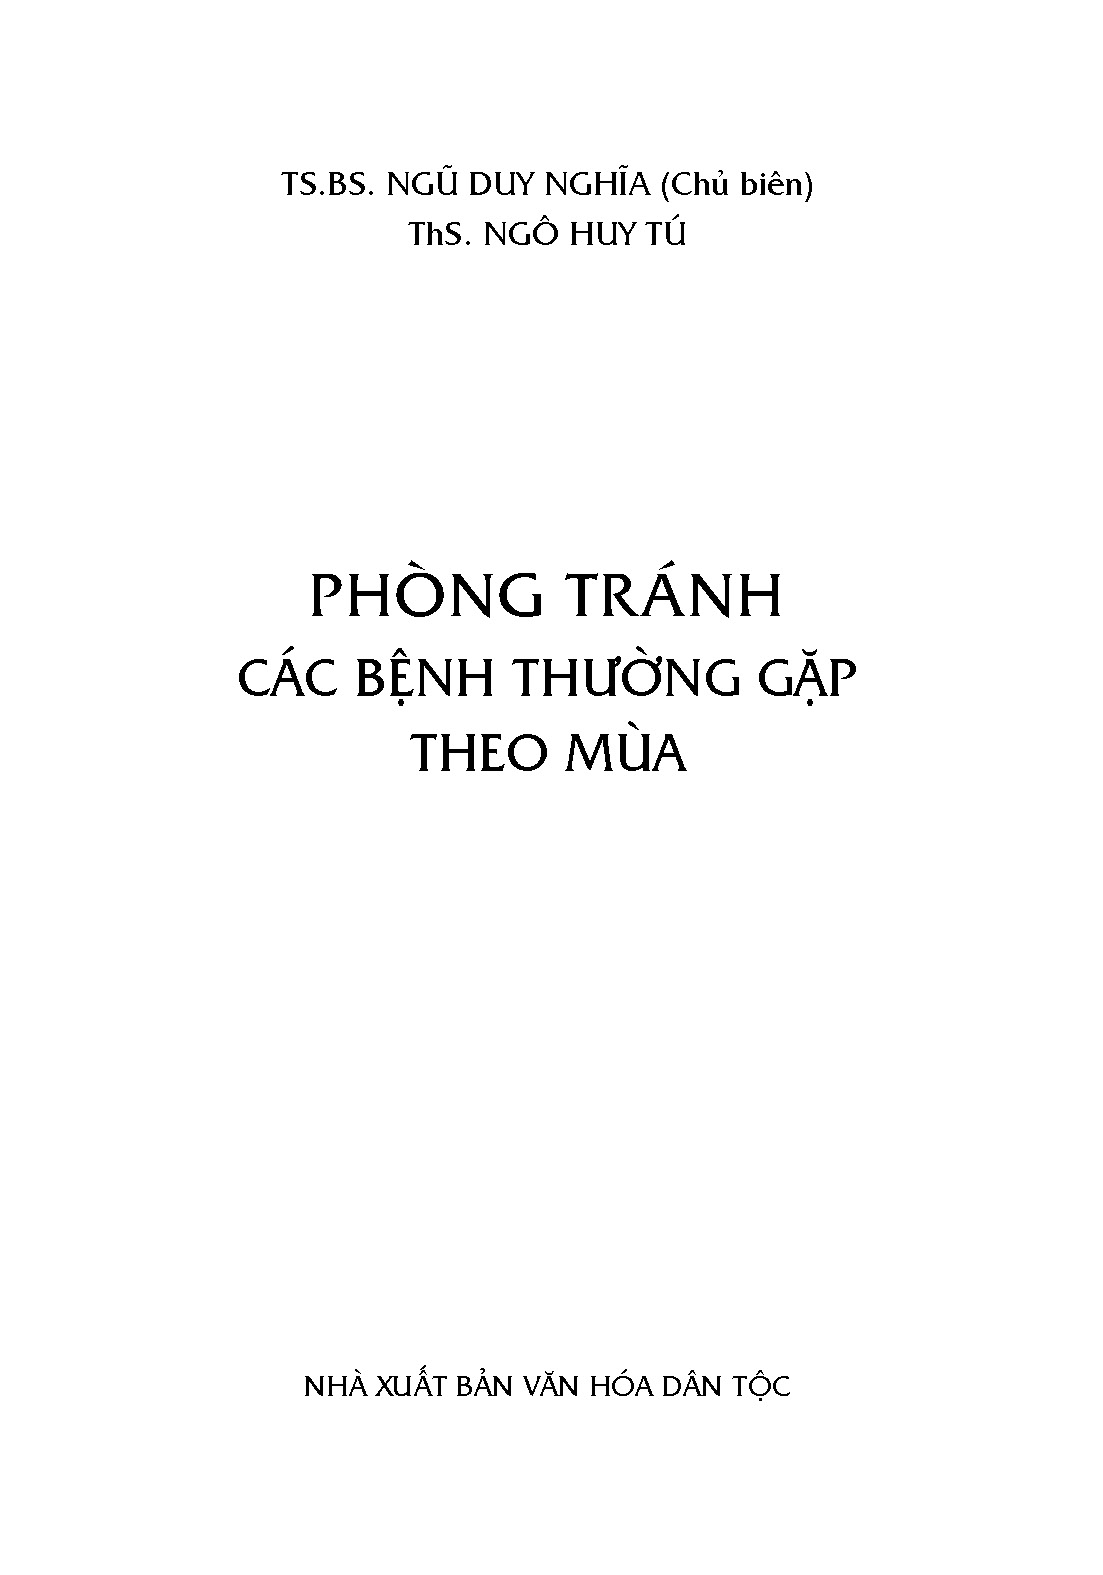 TS.BS. NGŨ DUY NGHĨA (Chủ biên)
ThS. NGÔ HUY TÚ
PHÒNG TRÁNH
CÁC BỆNH THƯỜNG GẶP
THEO MÙA
NHÀ XUẤT BẢN VĂN HÓA DÂN TỘC